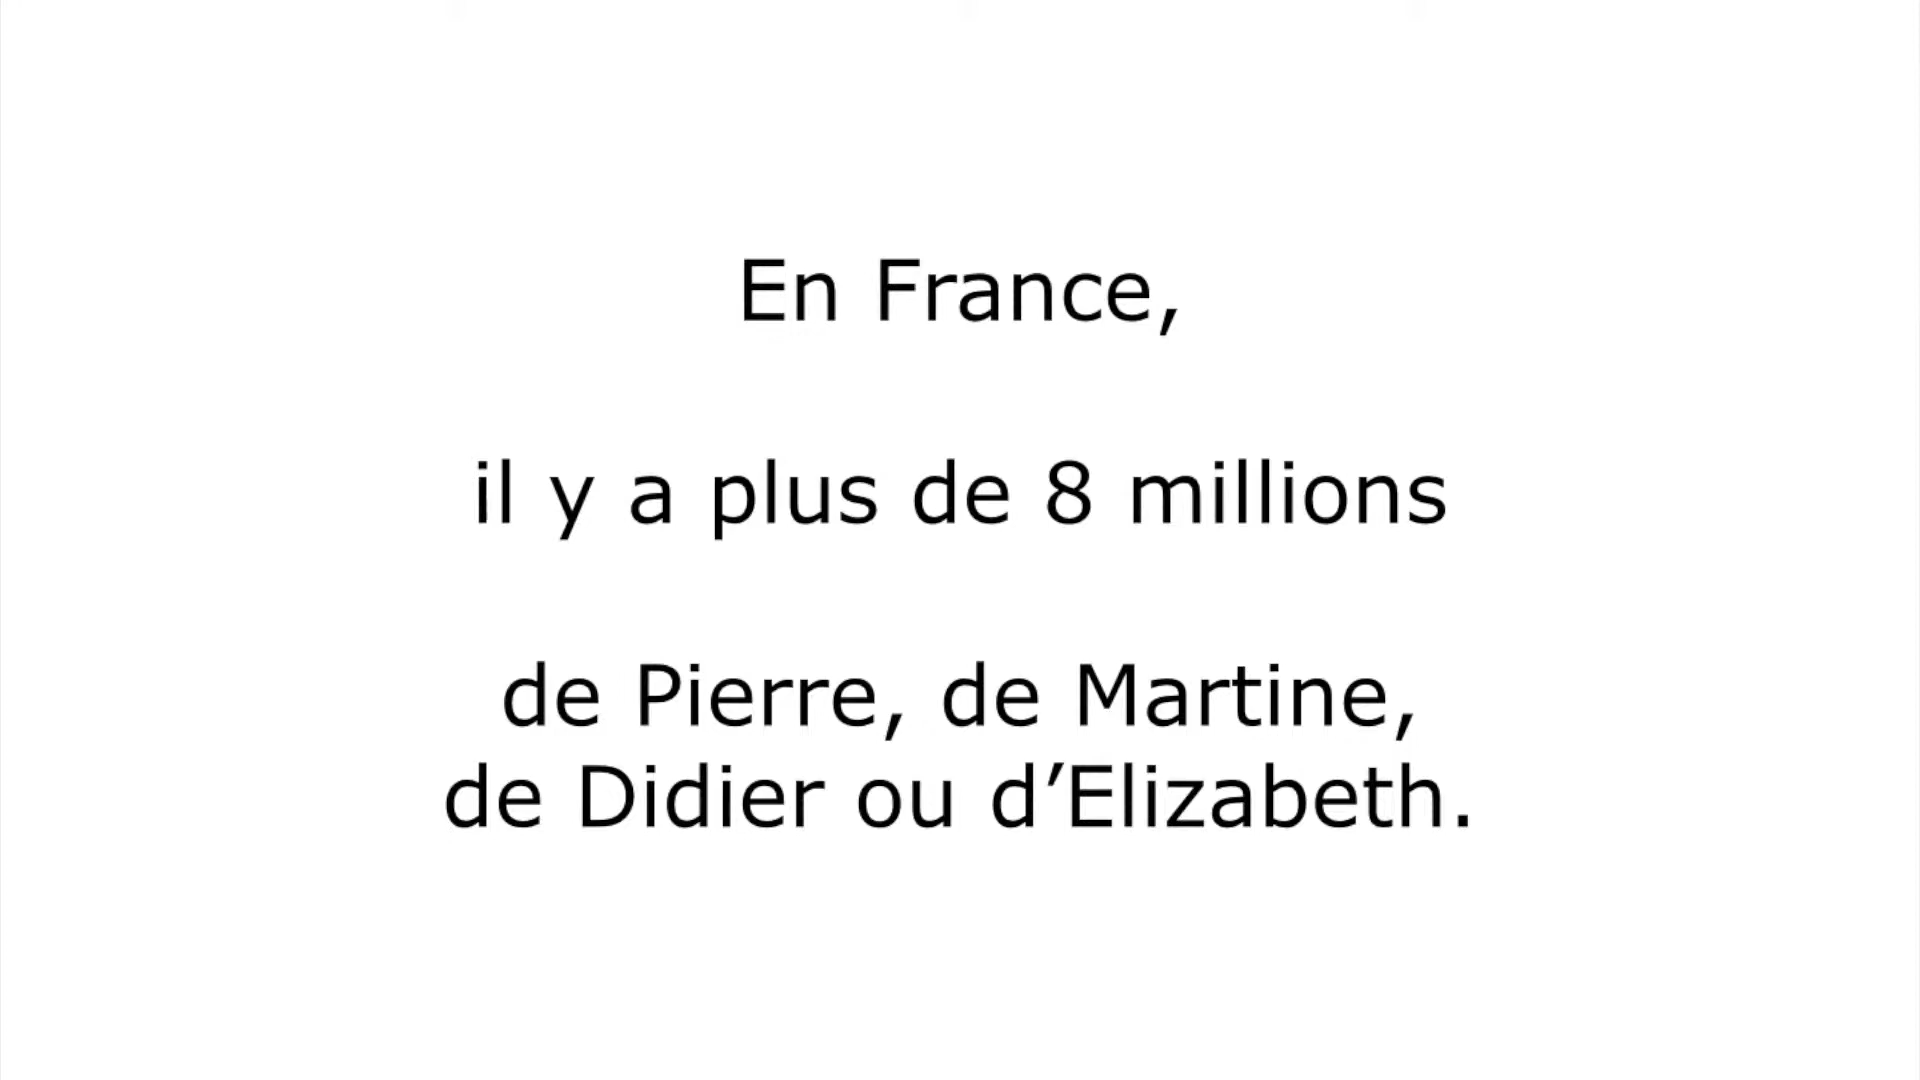 En France,
il y a plus de 8 millions
de Pierre, de Martine,
de Didier ou d’Elizabeth.